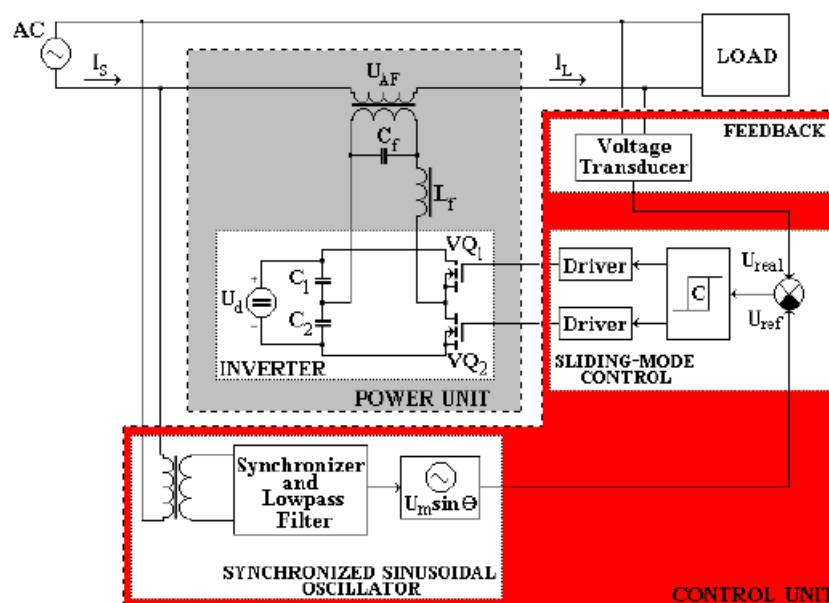 AC
I_S
U_AF
I_L
LOAD
FEEDBACK
Voltage
Transducer
C_f
L_f
VQ_1
Driver
U_real
U_d
C_1
C
+
−
C_2
Driver
U_ref
VQ_2
INVERTER
SLIDING-MODE
CONTROL
POWER UNIT
Synchronizer
and
Lowpass
Filter
U_m sin Θ
SYNCHRONIZED SINUSOIDAL
OSCILLATOR
CONTROL UNIT